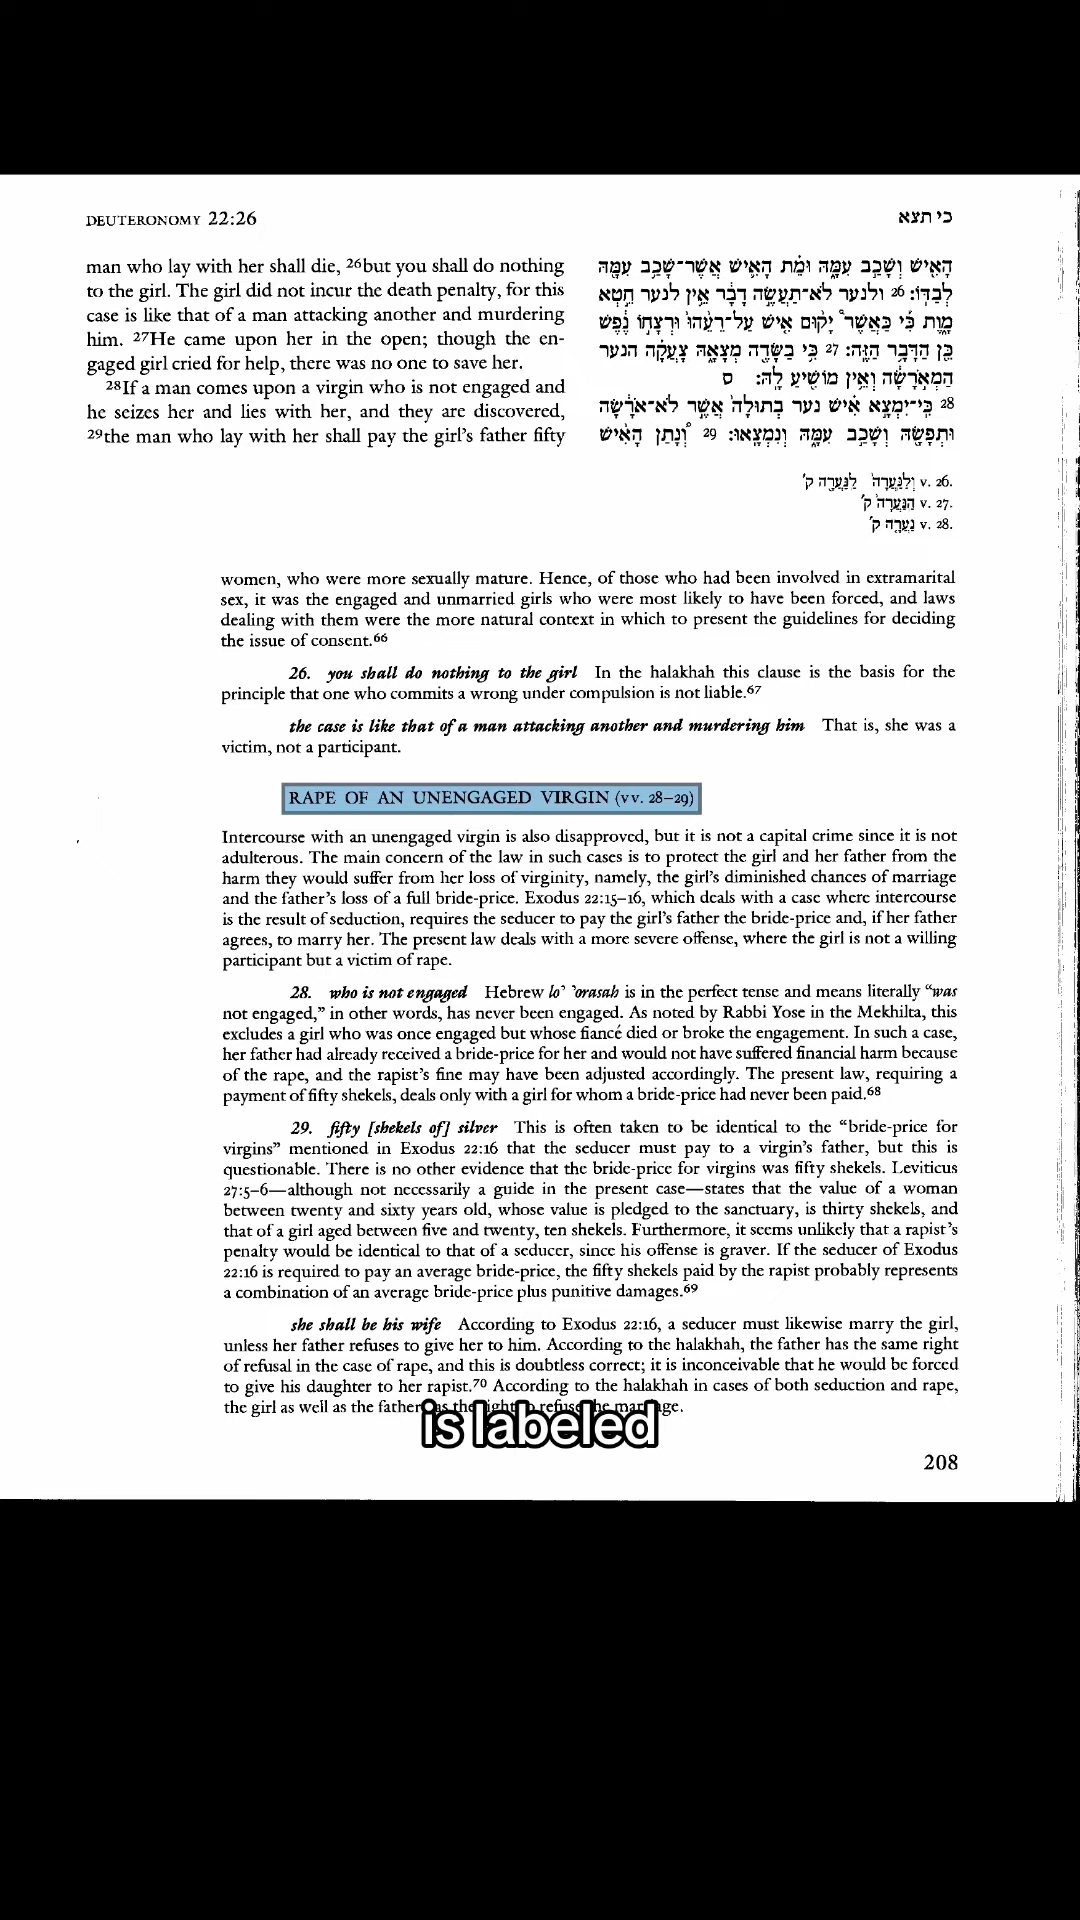 DEUTERONOMY 22:26
כי תצא
man who lay with her shall die, 26but you shall do nothing
to the girl. The girl did not incur the death penalty, for this
case is like that of a man attacking another and murdering
him. 27He came upon her in the open; though the en-
gaged girl cried for help, there was no one to save her.
28If a man comes upon a virgin who is not engaged and
he seizes her and lies with her, and they are discovered,
29the man who lay with her shall pay the girl's father fifty
הָאִישׁ וְשָׁכַב עִמָּהּ וּמֵת הָאִישׁ אֲשֶׁר־שָׁכַב עִמָּהּ
לְבַדּוֹ: 26 ולנער לֹא־תַעֲשֶׂה דָבָר אֵין לנער חֵטְא
מָוֶת כִּי כַּאֲשֶׁר יָקוּם אִישׁ עַל־רֵעֵהוּ וּרְצָחוֹ נֶפֶשׁ
כֵּן הַדָּבָר הַזֶּה: 27 כִּי בַשָּׂדֶה מְצָאָהּ צָעֲקָה הנער
הַמְאֹרָשָׂה וְאֵין מוֹשִׁיעַ לָהּ: ס
28 כִּי־יִמְצָא אִישׁ נער בְתוּלָה אֲשֶׁר לֹא־אֹרָשָׂה
וּתְפָשָׂהּ וְשָׁכַב עִמָּהּ וְנִמְצָאוּ: 29 וְנָתַן הָאִישׁ
v. 26. וְלַנַּעֲרָה לַנַּעֲרָה ק'
v. 27. הַנַּעֲרָה ק'
v. 28. נַעֲרָה ק'
women, who were more sexually mature. Hence, of those who had been involved in extramarital
sex, it was the engaged and unmarried girls who were most likely to have been forced, and laws
dealing with them were the more natural context in which to present the guidelines for deciding
the issue of consent.66
26. you shall do nothing to the girl In the halakhah this clause is the basis for the
principle that one who commits a wrong under compulsion is not liable.67
the case is like that of a man attacking another and murdering him That is, she was a
victim, not a participant.
RAPE OF AN UNENGAGED VIRGIN (vv. 28–29)
Intercourse with an unengaged virgin is also disapproved, but it is not a capital crime since it is not
adulterous. The main concern of the law in such cases is to protect the girl and her father from the
harm they would suffer from her loss of virginity, namely, the girl's diminished chances of marriage
and the father's loss of a full bride-price. Exodus 22:15–16, which deals with a case where intercourse
is the result of seduction, requires the seducer to pay the girl's father the bride-price and, if her father
agrees, to marry her. The present law deals with a more severe offense, where the girl is not a willing
participant but a victim of rape.
28. who is not engaged Hebrew lo' 'orasah is in the perfect tense and means literally “was
not engaged,” in other words, has never been engaged. As noted by Rabbi Yose in the Mekhilta, this
excludes a girl who was once engaged but whose fiancé died or broke the engagement. In such a case,
her father had already received a bride-price for her and would not have suffered financial harm because
of the rape, and the rapist's fine may have been adjusted accordingly. The present law, requiring a
payment of fifty shekels, deals only with a girl for whom a bride-price had never been paid.68
29. fifty [shekels of] silver This is often taken to be identical to the “bride-price for
virgins” mentioned in Exodus 22:16 that the seducer must pay to a virgin's father, but this is
questionable. There is no other evidence that the bride-price for virgins was fifty shekels. Leviticus
27:5–6—although not necessarily a guide in the present case—states that the value of a woman
between twenty and sixty years old, whose value is pledged to the sanctuary, is thirty shekels, and
that of a girl aged between five and twenty, ten shekels. Furthermore, it seems unlikely that a rapist's
penalty would be identical to that of a seducer, since his offense is graver. If the seducer of Exodus
22:16 is required to pay an average bride-price, the fifty shekels paid by the rapist probably represents
a combination of an average bride-price plus punitive damages.69
she shall be his wife According to Exodus 22:16, a seducer must likewise marry the girl,
unless her father refuses to give her to him. According to the halakhah, the father has the same right
of refusal in the case of rape, and this is doubtless correct; it is inconceivable that he would be forced
to give his daughter to her rapist.70 According to the halakhah in cases of both seduction and rape,
the girl as well as the father has the right to refuse the marriage.
is labeled
208